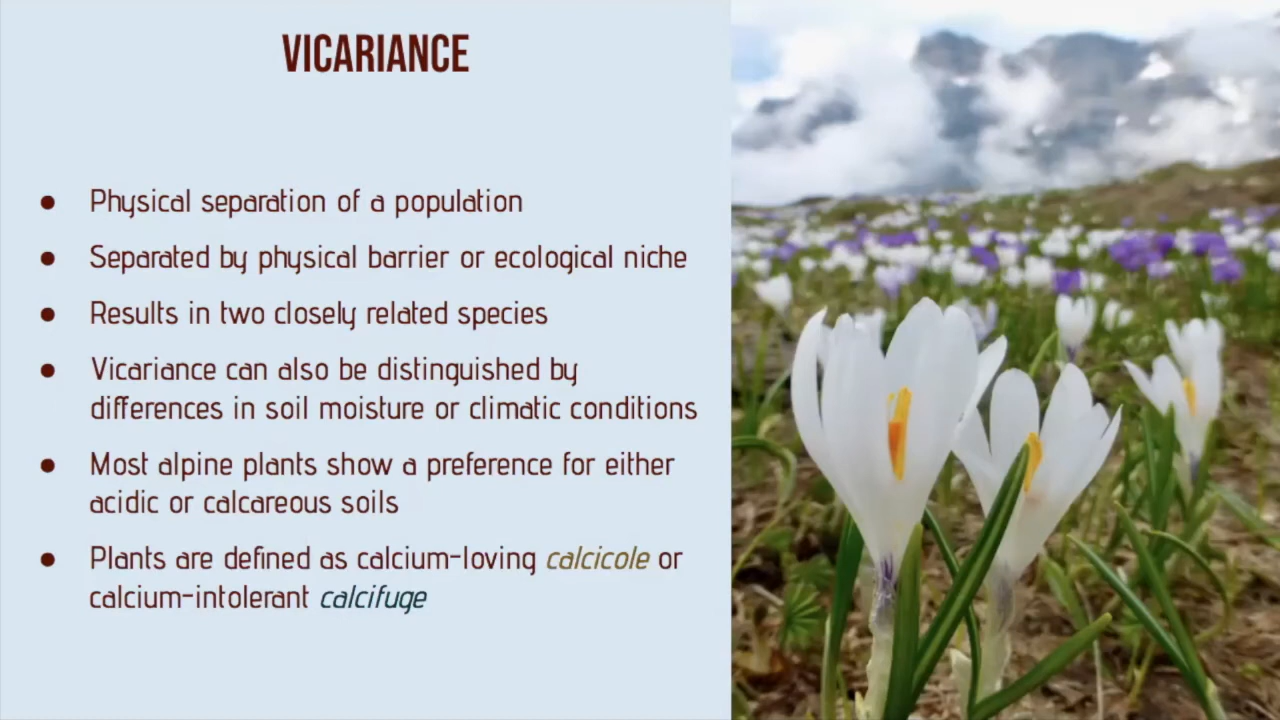 VICARIANCE
● Physical separation of a population
● Separated by physical barrier or ecological niche
● Results in two closely related species
● Vicariance can also be distinguished by
differences in soil moisture or climatic conditions
● Most alpine plants show a preference for either
acidic or calcareous soils
● Plants are defined as calcium-loving calcicole or
calcium-intolerant calcifuge